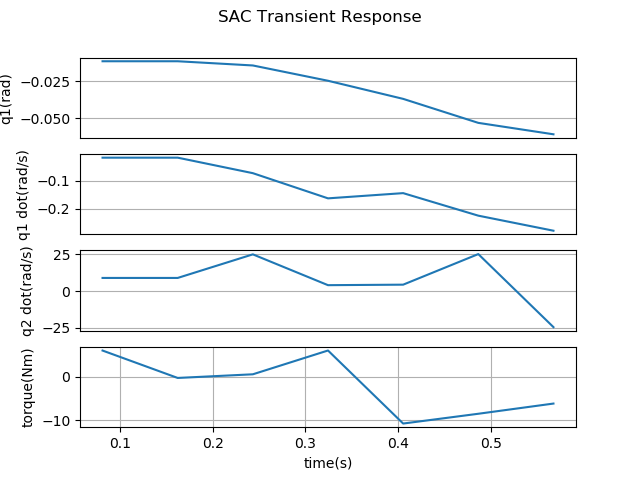 SAC Transient Response
q1(rad)
−0.025
−0.050
q1 dot(rad/s)
−0.1
−0.2
q2 dot(rad/s)
25
0
−25
torque(Nm)
0
−10
0.1 0.2 0.3 0.4 0.5
time(s)